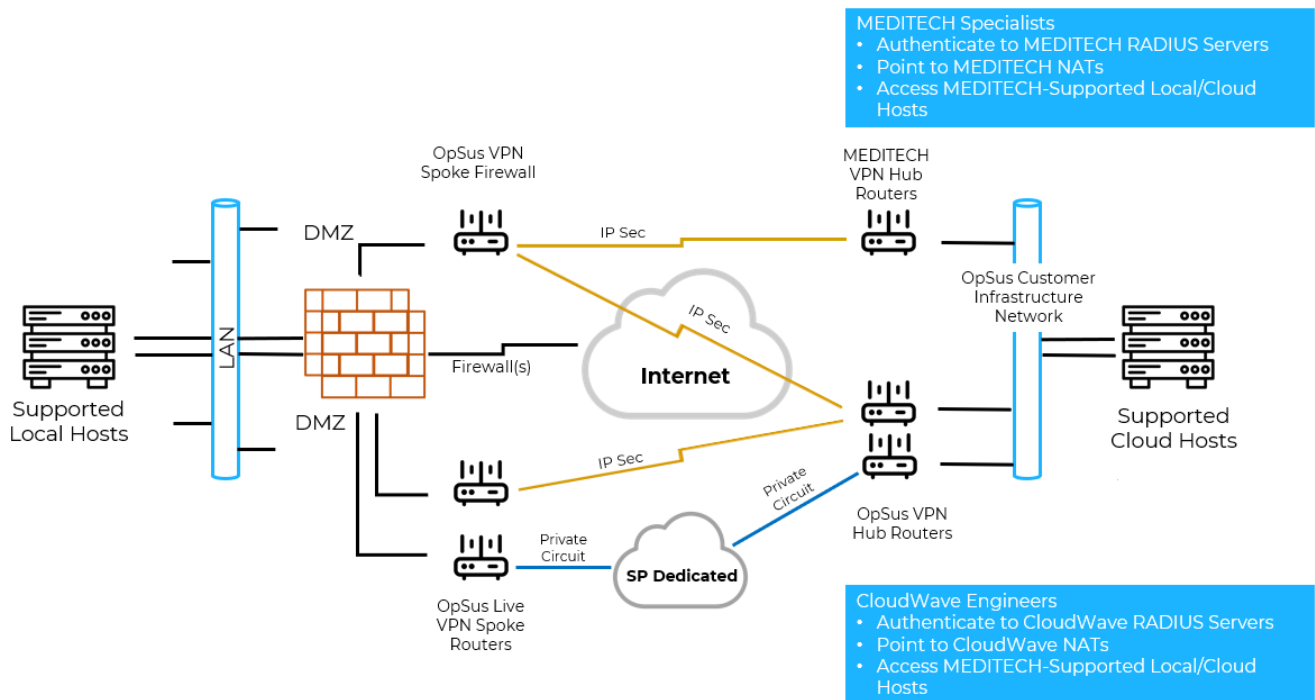 MEDITECH Specialists
• Authenticate to MEDITECH RADIUS Servers
• Point to MEDITECH NATs
• Access MEDITECH-Supported Local/Cloud
Hosts
OpSus VPN
Spoke Firewall
MEDITECH
VPN Hub
Routers
DMZ
IP Sec
OpSus Customer
Infrastructure
Network
IP Sec
LAN
Firewall(s)
Internet
Supported
Local Hosts
DMZ
Supported
Cloud Hosts
IP Sec
Private
Circuit
OpSus VPN
Hub Routers
Private
Circuit
SP Dedicated
OpSus Live
VPN Spoke
Routers
CloudWave Engineers
• Authenticate to CloudWave RADIUS Servers
• Point to CloudWave NATs
• Access MEDITECH-Supported Local/Cloud
Hosts